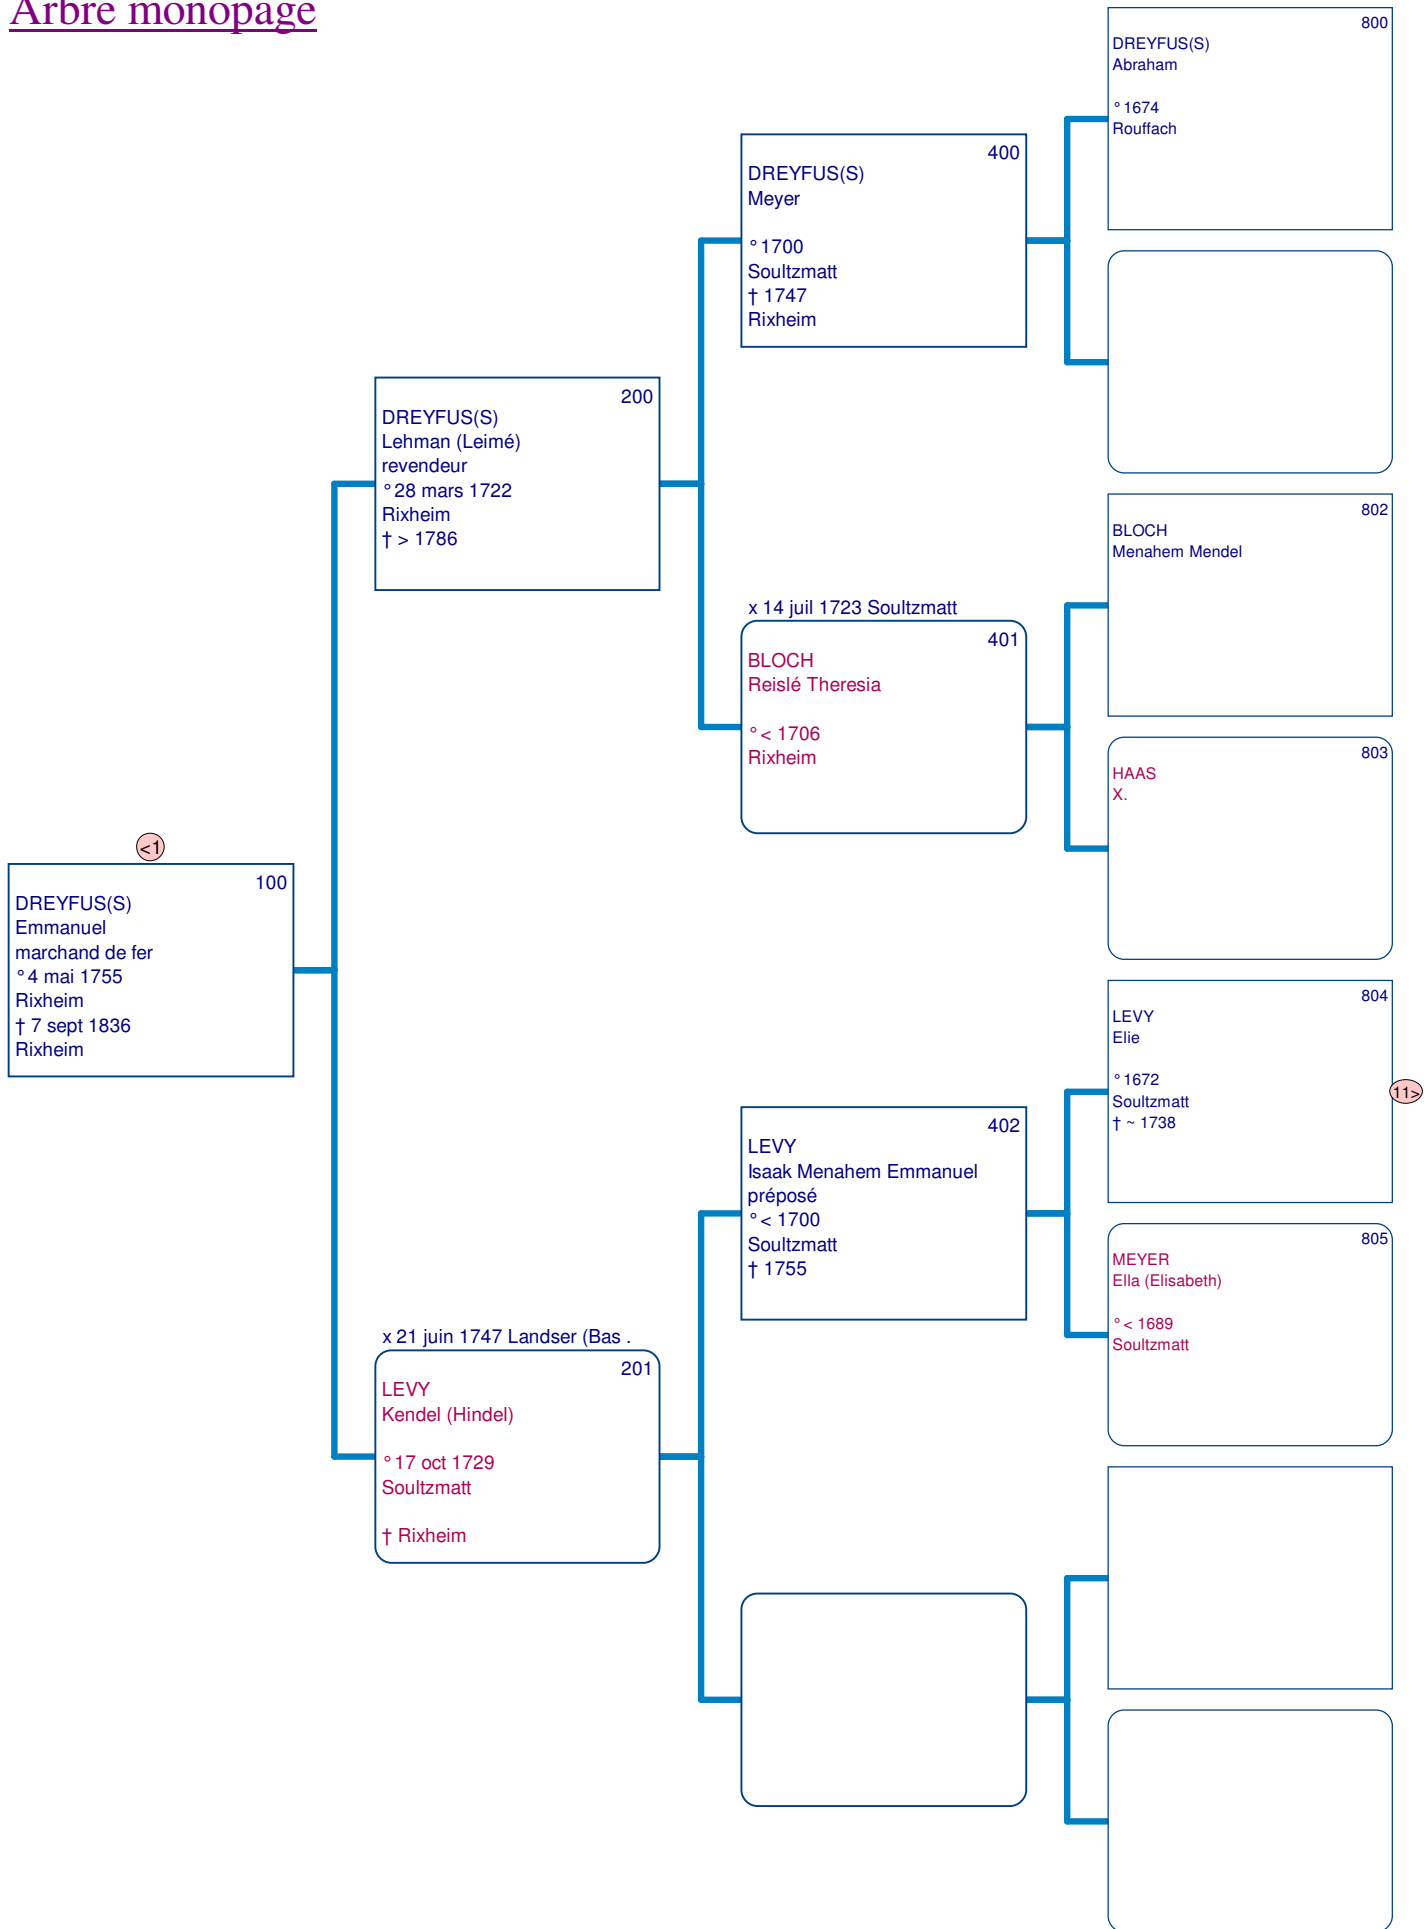 Arbre monopage
800
DREYFUS(S)
Abraham
° 1674
Rouffach
400
DREYFUS(S)
Meyer
° 1700
Soultzmatt
† 1747
Rixheim
200
DREYFUS(S)
Lehman (Leimé)
revendeur
° 28 mars 1722
Rixheim
† > 1786
802
BLOCH
Menahem Mendel
x 14 juil 1723 Soultzmatt
401
BLOCH
Reislé Theresia
° < 1706
Rixheim
803
HAAS
X.
<1
100
DREYFUS(S)
Emmanuel
marchand de fer
° 4 mai 1755
Rixheim
† 7 sept 1836
Rixheim
804
LEVY
Elie
° 1672
Soultzmatt
† ~ 1738
11>
402
LEVY
Isaak Menahem Emmanuel
préposé
° < 1700
Soultzmatt
† 1755
805
MEYER
Ella (Elisabeth)
° < 1689
Soultzmatt
x 21 juin 1747 Landser (Bas .
201
LEVY
Kendel (Hindel)
° 17 oct 1729
Soultzmatt
† Rixheim